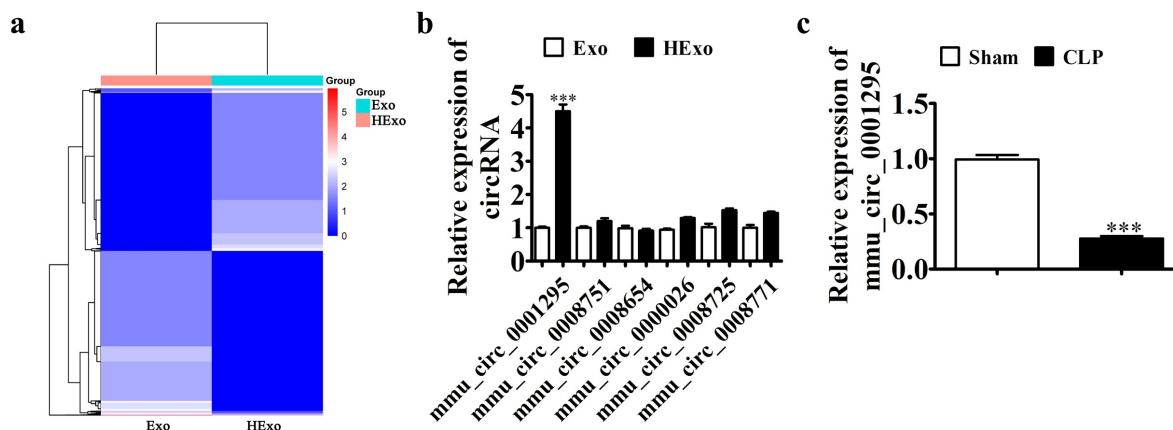 a
Group
Group
Exo
HExo
5
4
3
2
1
0
Exo
HExo
b
Exo
HExo
Relative expression of
circRNA
5
4
3
2
1
0
***
mmu_circ_0001295
mmu_circ_0008751
mmu_circ_0008654
mmu_circ_0000026
mmu_circ_0008725
mmu_circ_0008771
c
Sham
CLP
Relative expression of
mmu_circ_0001295
1.5
1.0
0.5
0.0
***